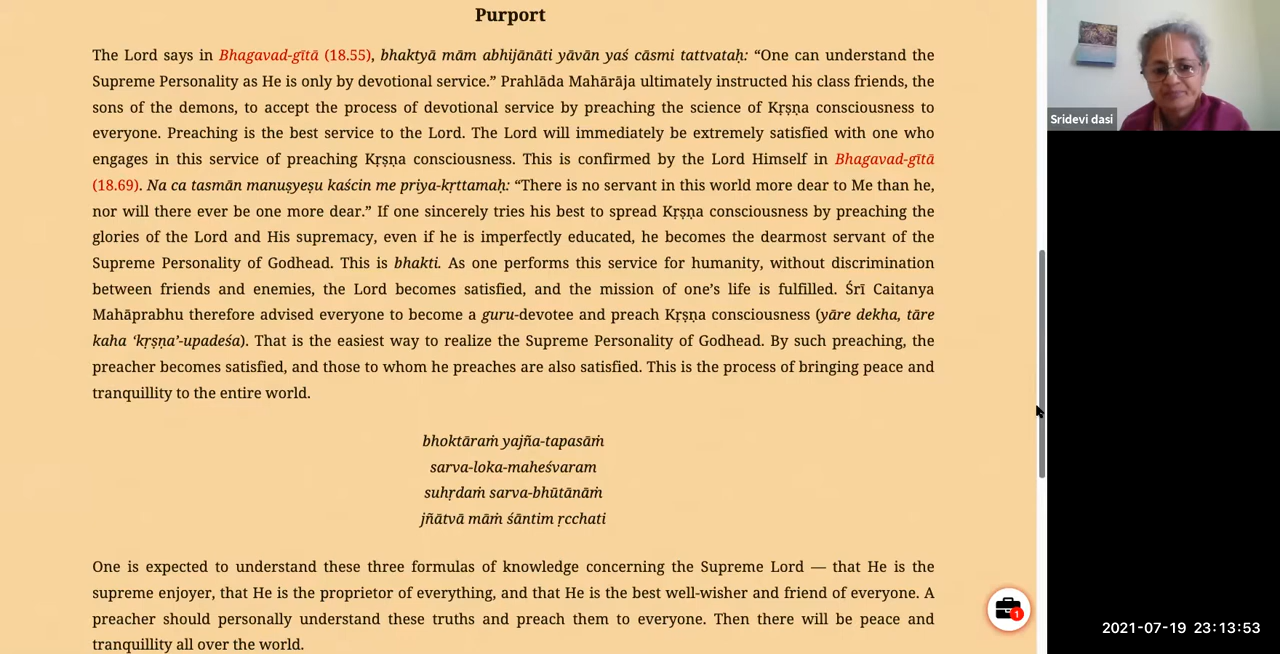 Purport
The Lord says in Bhagavad-gītā (18.55), bhaktyā mām abhijānāti yāvān yaś cāsmi tattvataḥ: “One can understand the
Supreme Personality as He is only by devotional service.” Prahlāda Mahārāja ultimately instructed his class friends, the
sons of the demons, to accept the process of devotional service by preaching the science of Kṛṣṇa consciousness to
everyone. Preaching is the best service to the Lord. The Lord will immediately be extremely satisfied with one who
engages in this service of preaching Kṛṣṇa consciousness. This is confirmed by the Lord Himself in Bhagavad-gītā
(18.69). Na ca tasmān manuṣyeṣu kaścin me priya-kṛttamaḥ: “There is no servant in this world more dear to Me than he,
nor will there ever be one more dear.” If one sincerely tries his best to spread Kṛṣṇa consciousness by preaching the
glories of the Lord and His supremacy, even if he is imperfectly educated, he becomes the dearmost servant of the
Supreme Personality of Godhead. This is bhakti. As one performs this service for humanity, without discrimination
between friends and enemies, the Lord becomes satisfied, and the mission of one’s life is fulfilled. Śrī Caitanya
Mahāprabhu therefore advised everyone to become a guru-devotee and preach Kṛṣṇa consciousness (yāre dekha, tāre
kaha ‘kṛṣṇa’-upadeśa). That is the easiest way to realize the Supreme Personality of Godhead. By such preaching, the
preacher becomes satisfied, and those to whom he preaches are also satisfied. This is the process of bringing peace and
tranquillity to the entire world.
bhoktāraṁ yajña-tapasāṁ
sarva-loka-maheśvaram
suhṛdaṁ sarva-bhūtānāṁ
jñātvā māṁ śāntim ṛcchati
One is expected to understand these three formulas of knowledge concerning the Supreme Lord — that He is the
supreme enjoyer, that He is the proprietor of everything, and that He is the best well-wisher and friend of everyone. A
preacher should personally understand these truths and preach them to everyone. Then there will be peace and
tranquillity all over the world.
Sridevi dasi
1
2021-07-19 23:13:53